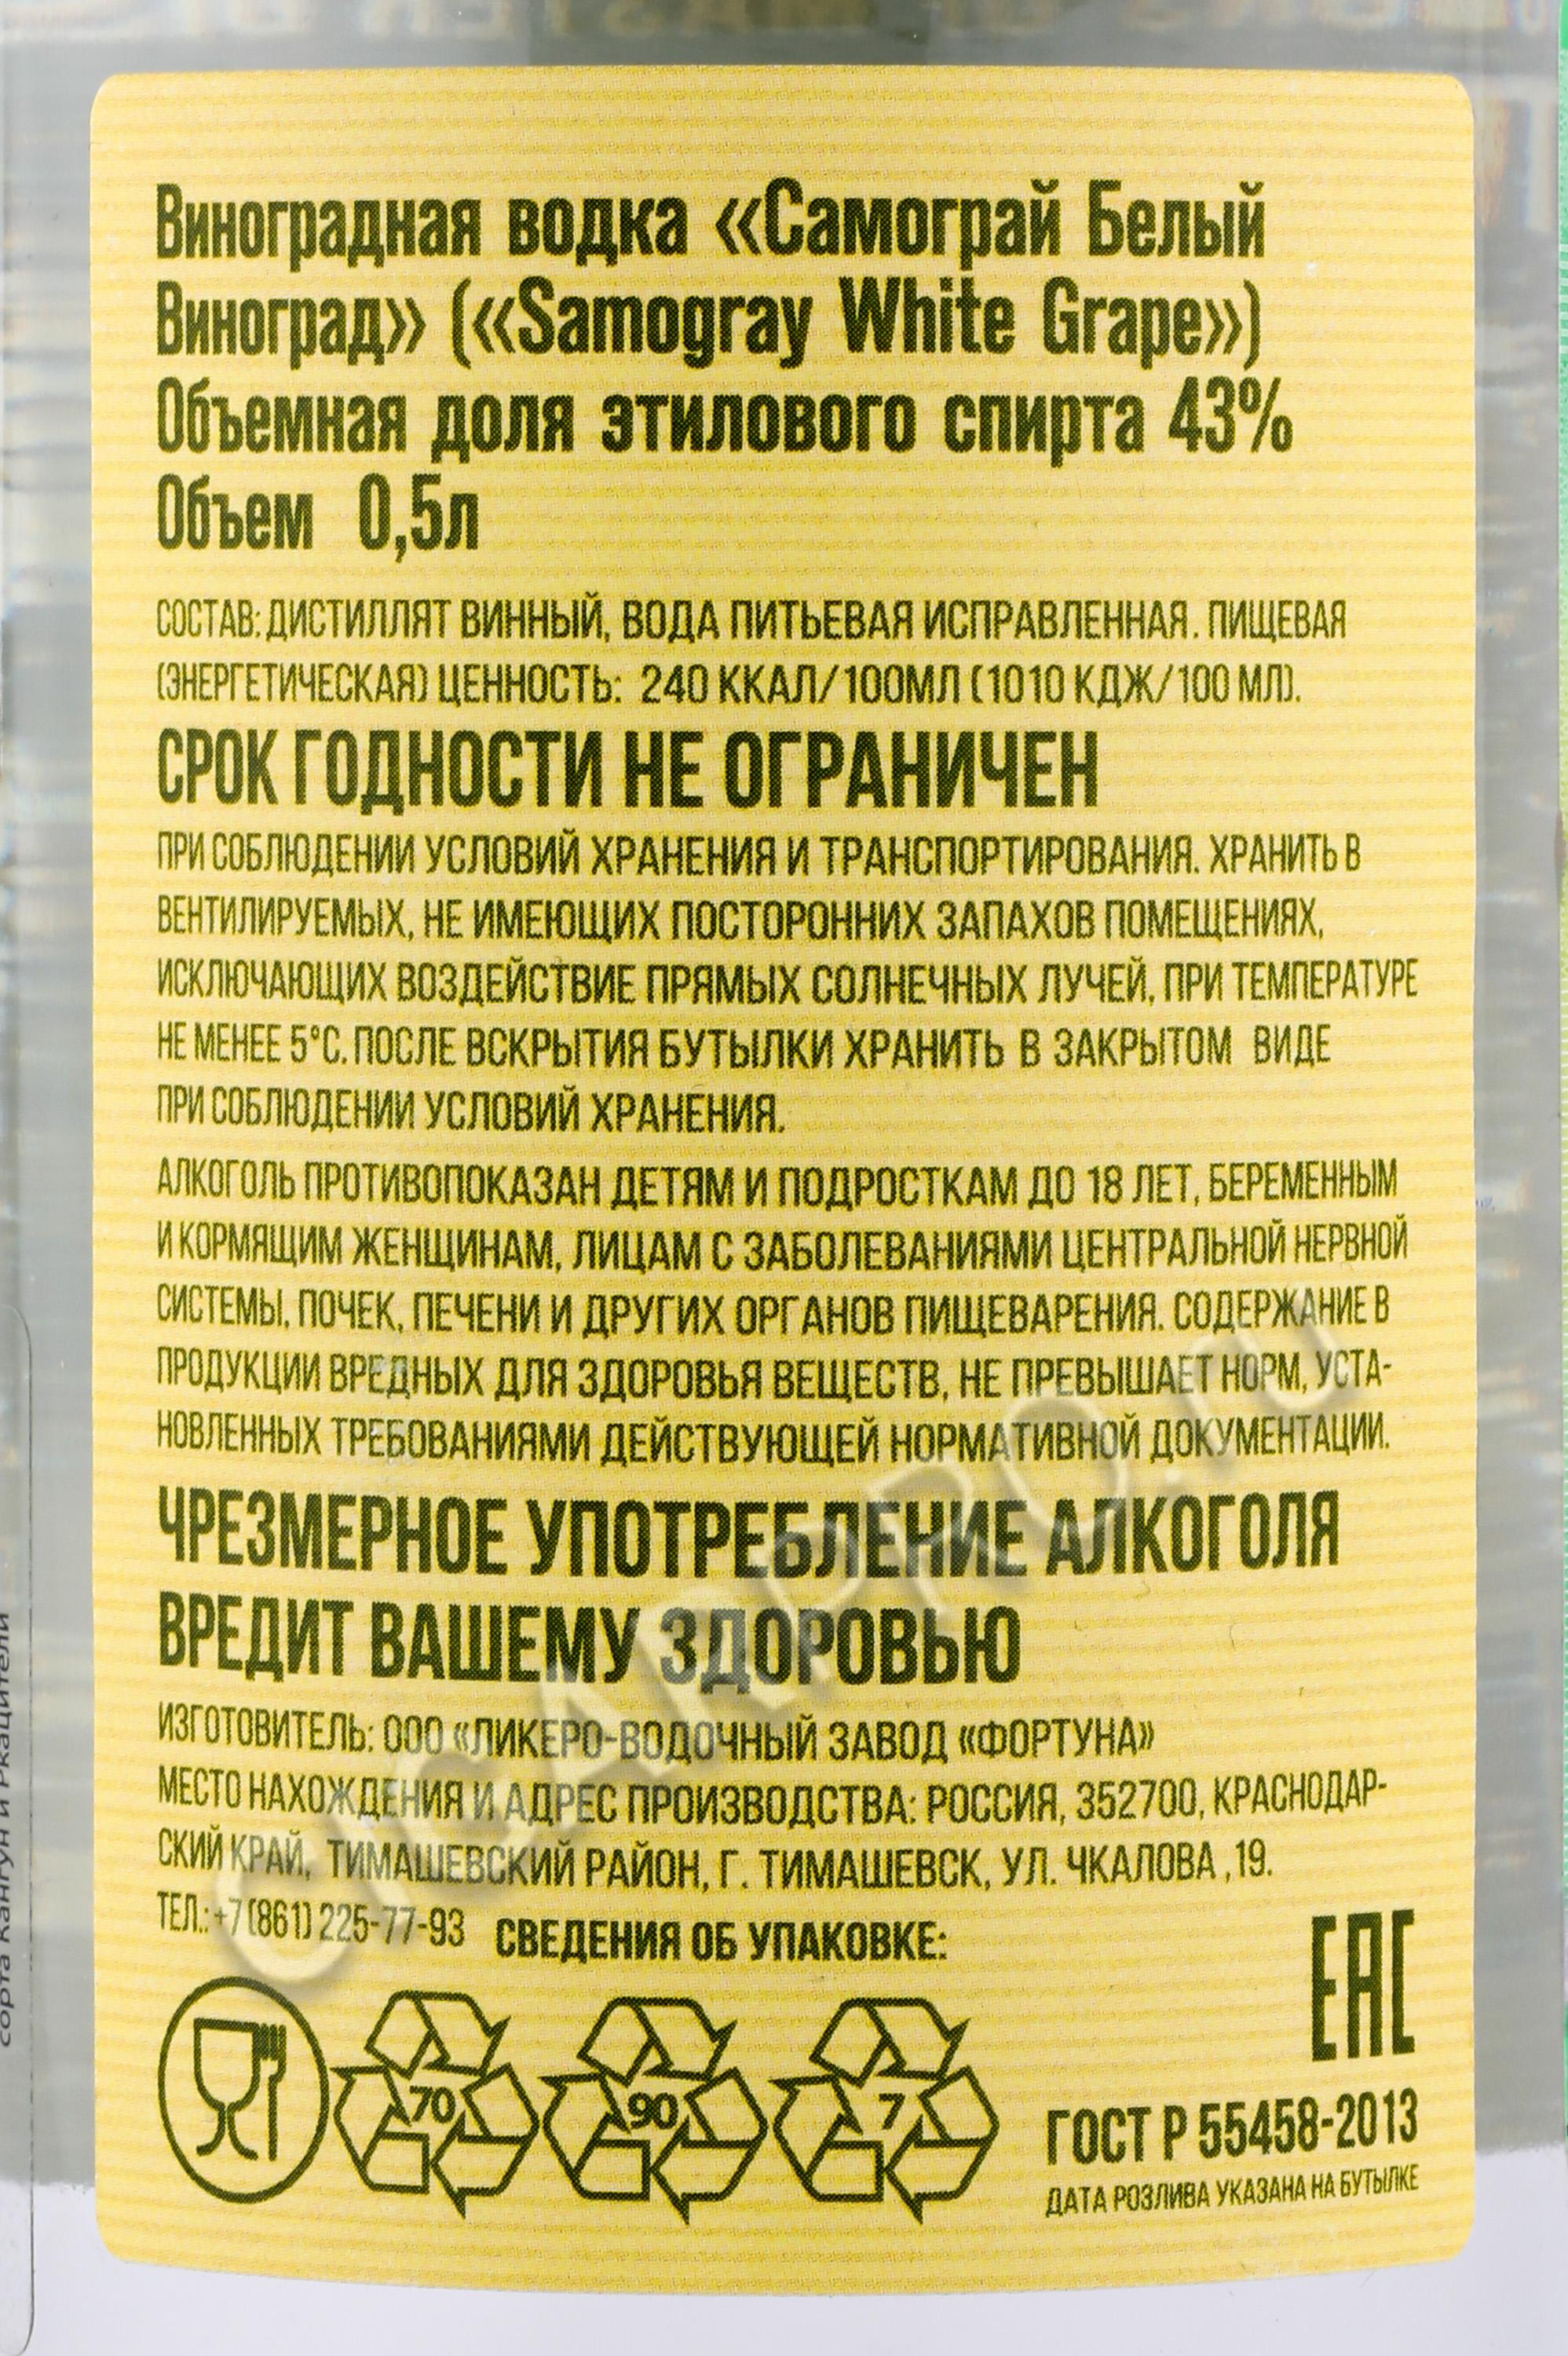 Виноградная водка «Самограй Белый
Виноград» («Samogray White Grape»)
Объемная доля этилового спирта 43%
Объем 0,5л
СОСТАВ: ДИСТИЛЛЯТ ВИННЫЙ, ВОДА ПИТЬЕВАЯ ИСПРАВЛЕННАЯ. ПИЩЕВАЯ
(ЭНЕРГЕТИЧЕСКАЯ) ЦЕННОСТЬ: 240 ККАЛ/100МЛ (1010 КДЖ/100 МЛ).
СРОК ГОДНОСТИ НЕ ОГРАНИЧЕН
ПРИ СОБЛЮДЕНИИ УСЛОВИЙ ХРАНЕНИЯ И ТРАНСПОРТИРОВАНИЯ. ХРАНИТЬ В
ВЕНТИЛИРУЕМЫХ, НЕ ИМЕЮЩИХ ПОСТОРОННИХ ЗАПАХОВ ПОМЕЩЕНИЯХ,
ИСКЛЮЧАЮЩИХ ВОЗДЕЙСТВИЕ ПРЯМЫХ СОЛНЕЧНЫХ ЛУЧЕЙ, ПРИ ТЕМПЕРАТУРЕ
НЕ МЕНЕЕ 5°С. ПОСЛЕ ВСКРЫТИЯ БУТЫЛКИ ХРАНИТЬ В ЗАКРЫТОМ ВИДЕ
ПРИ СОБЛЮДЕНИИ УСЛОВИЙ ХРАНЕНИЯ.
АЛКОГОЛЬ ПРОТИВОПОКАЗАН ДЕТЯМ И ПОДРОСТКАМ ДО 18 ЛЕТ, БЕРЕМЕННЫМ
И КОРМЯЩИМ ЖЕНЩИНАМ, ЛИЦАМ С ЗАБОЛЕВАНИЯМИ ЦЕНТРАЛЬНОЙ НЕРВНОЙ
СИСТЕМЫ, ПОЧЕК, ПЕЧЕНИ И ДРУГИХ ОРГАНОВ ПИЩЕВАРЕНИЯ. СОДЕРЖАНИЕ В
ПРОДУКЦИИ ВРЕДНЫХ ДЛЯ ЗДОРОВЬЯ ВЕЩЕСТВ, НЕ ПРЕВЫШАЕТ НОРМ, УСТА-
НОВЛЕННЫХ ТРЕБОВАНИЯМИ ДЕЙСТВУЮЩЕЙ НОРМАТИВНОЙ ДОКУМЕНТАЦИИ.
ЧРЕЗМЕРНОЕ УПОТРЕБЛЕНИЕ АЛКОГОЛЯ
ВРЕДИТ ВАШЕМУ ЗДОРОВЬЮ
ИЗГОТОВИТЕЛЬ: ООО «ЛИКЕРО-ВОДОЧНЫЙ ЗАВОД «ФОРТУНА»
МЕСТО НАХОЖДЕНИЯ И АДРЕС ПРОИЗВОДСТВА: РОССИЯ, 352700, КРАСНОДАР-
СКИЙ КРАЙ, ТИМАШЕВСКИЙ РАЙОН, Г. ТИМАШЕВСК, УЛ. ЧКАЛОВА ,19.
ТЕЛ.: +7 (861) 225-77-93 СВЕДЕНИЯ ОБ УПАКОВКЕ:
EAC
70 90 7
ГОСТ Р 55458-2013
ДАТА РОЗЛИВА УКАЗАНА НА БУТЫЛКЕ
сорта Кангун и Ркацители